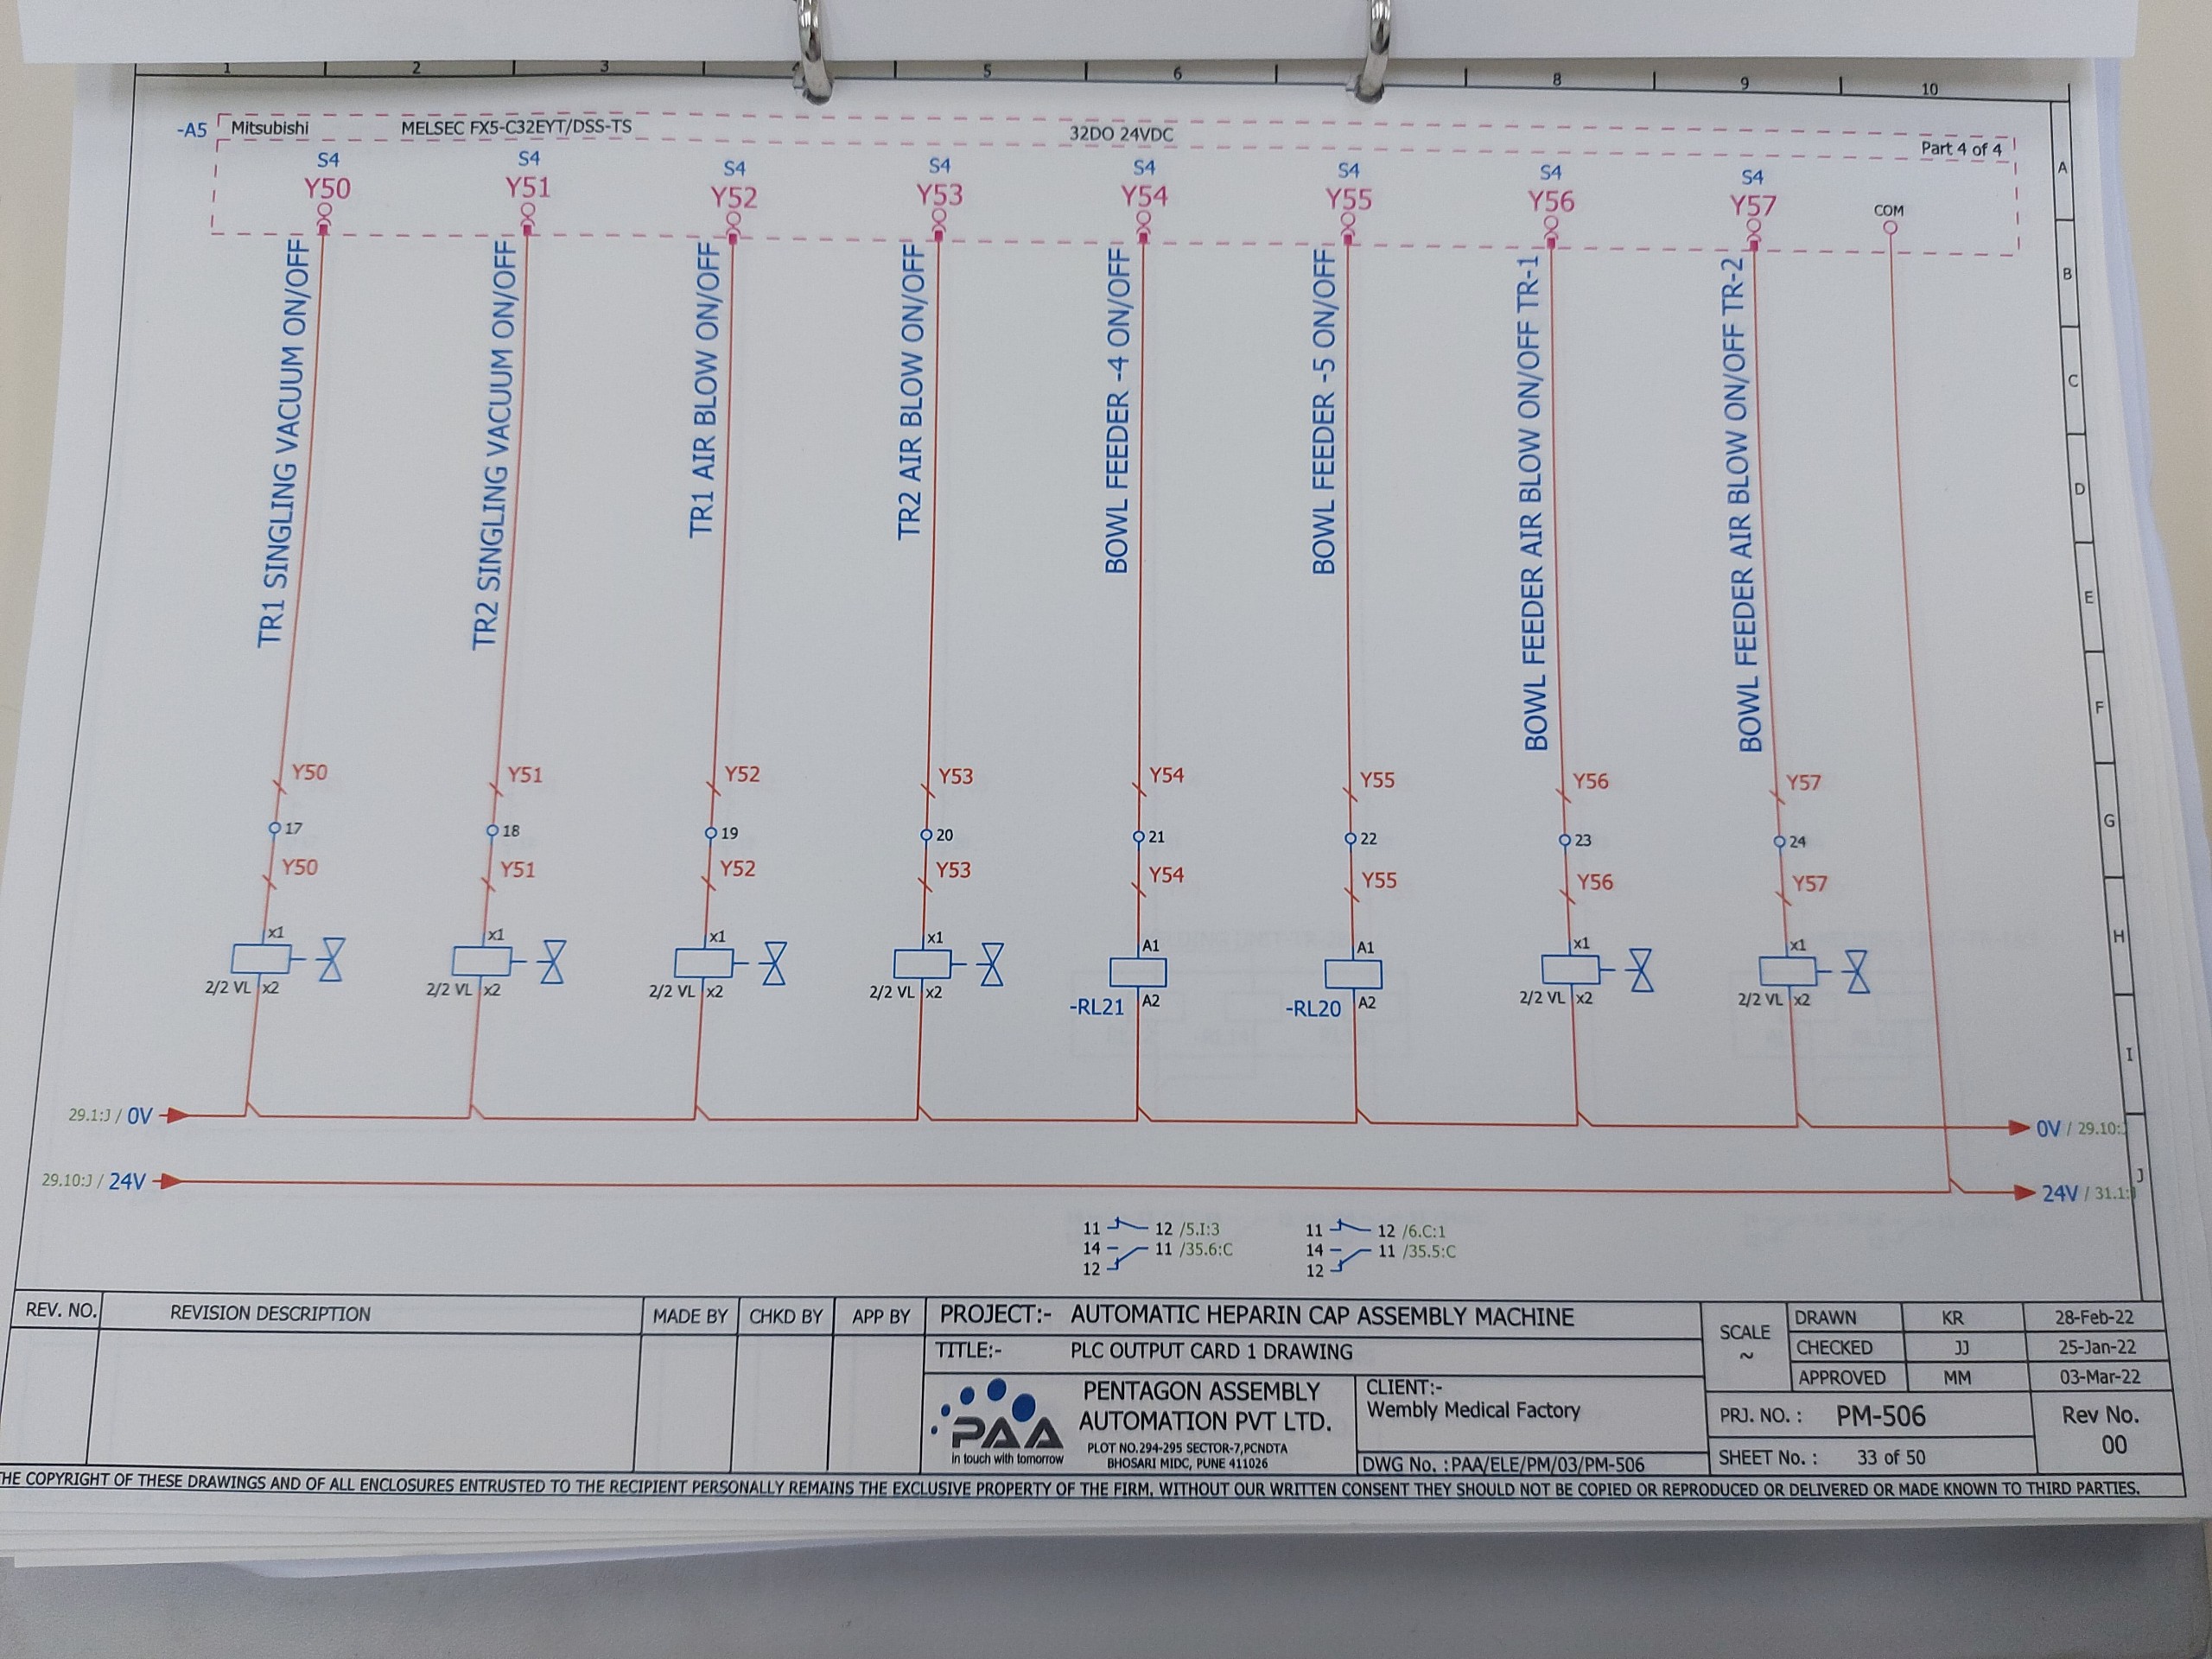 1 2 3 5 6 8 9 10
-A5 Mitsubishi MELSEC FX5-C32EYT/DSS-TS 32DO 24VDC Part 4 of 4
S4 S4 S4 S4 S4 S4 S4 S4
Y50 Y51 Y52 Y53 Y54 Y55 Y56 Y57 COM
A
B
C
D
E
F
G
H
I
J
TR1 SINGLING VACUUM ON/OFF
TR2 SINGLING VACUUM ON/OFF
TR1 AIR BLOW ON/OFF
TR2 AIR BLOW ON/OFF
BOWL FEEDER -4 ON/OFF
BOWL FEEDER -5 ON/OFF
BOWL FEEDER AIR BLOW ON/OFF TR-1
BOWL FEEDER AIR BLOW ON/OFF TR-2
Y50 Y51 Y52 Y53 Y54 Y55 Y56 Y57
17 18 19 20 21 22 23 24
Y50 Y51 Y52 Y53 Y54 Y55 Y56 Y57
x1 x1 x1 x1 A1 A1 x1 x1
2/2 VL x2 2/2 VL x2 2/2 VL x2 2/2 VL x2 A2 A2 2/2 VL x2 2/2 VL x2
-RL21 -RL20
29.1:J / 0V 0V / 29.10:
29.10:J / 24V 24V / 31.1:
11 12 /5.I:3 11 12 /6.C:1
14 11 /35.6:C 14 11 /35.5:C
12 12
REV. NO. REVISION DESCRIPTION MADE BY CHKD BY APP BY
PROJECT:- AUTOMATIC HEPARIN CAP ASSEMBLY MACHINE
TITLE:- PLC OUTPUT CARD 1 DRAWING
PAA
in touch with tomorrow
PENTAGON ASSEMBLY
AUTOMATION PVT LTD.
PLOT NO.294-295 SECTOR-7,PCNDTA
BHOSARI MIDC, PUNE 411026
CLIENT:-
Wembly Medical Factory
DWG No. :PAA/ELE/PM/03/PM-506
SCALE
~
DRAWN KR 28-Feb-22
CHECKED JJ 25-Jan-22
APPROVED MM 03-Mar-22
PRJ. NO. : PM-506
SHEET No. : 33 of 50
Rev No.
00
HE COPYRIGHT OF THESE DRAWINGS AND OF ALL ENCLOSURES ENTRUSTED TO THE RECIPIENT PERSONALLY REMAINS THE EXCLUSIVE PROPERTY OF THE FIRM. WITHOUT OUR WRITTEN CONSENT THEY SHOULD NOT BE COPIED OR REPRODUCED OR DELIVERED OR MADE KNOWN TO THIRD PARTIES.